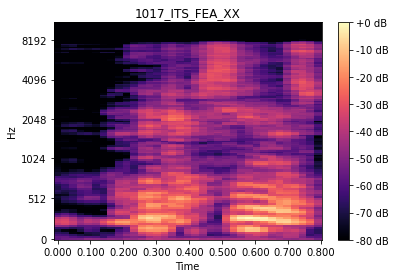 1017_ITS_FEA_XX
8192
4096
2048
1024
512
0
Hz
0.000 0.100 0.200 0.300 0.400 0.500 0.600 0.700 0.800
Time
+0 dB
-10 dB
-20 dB
-30 dB
-40 dB
-50 dB
-60 dB
-70 dB
-80 dB